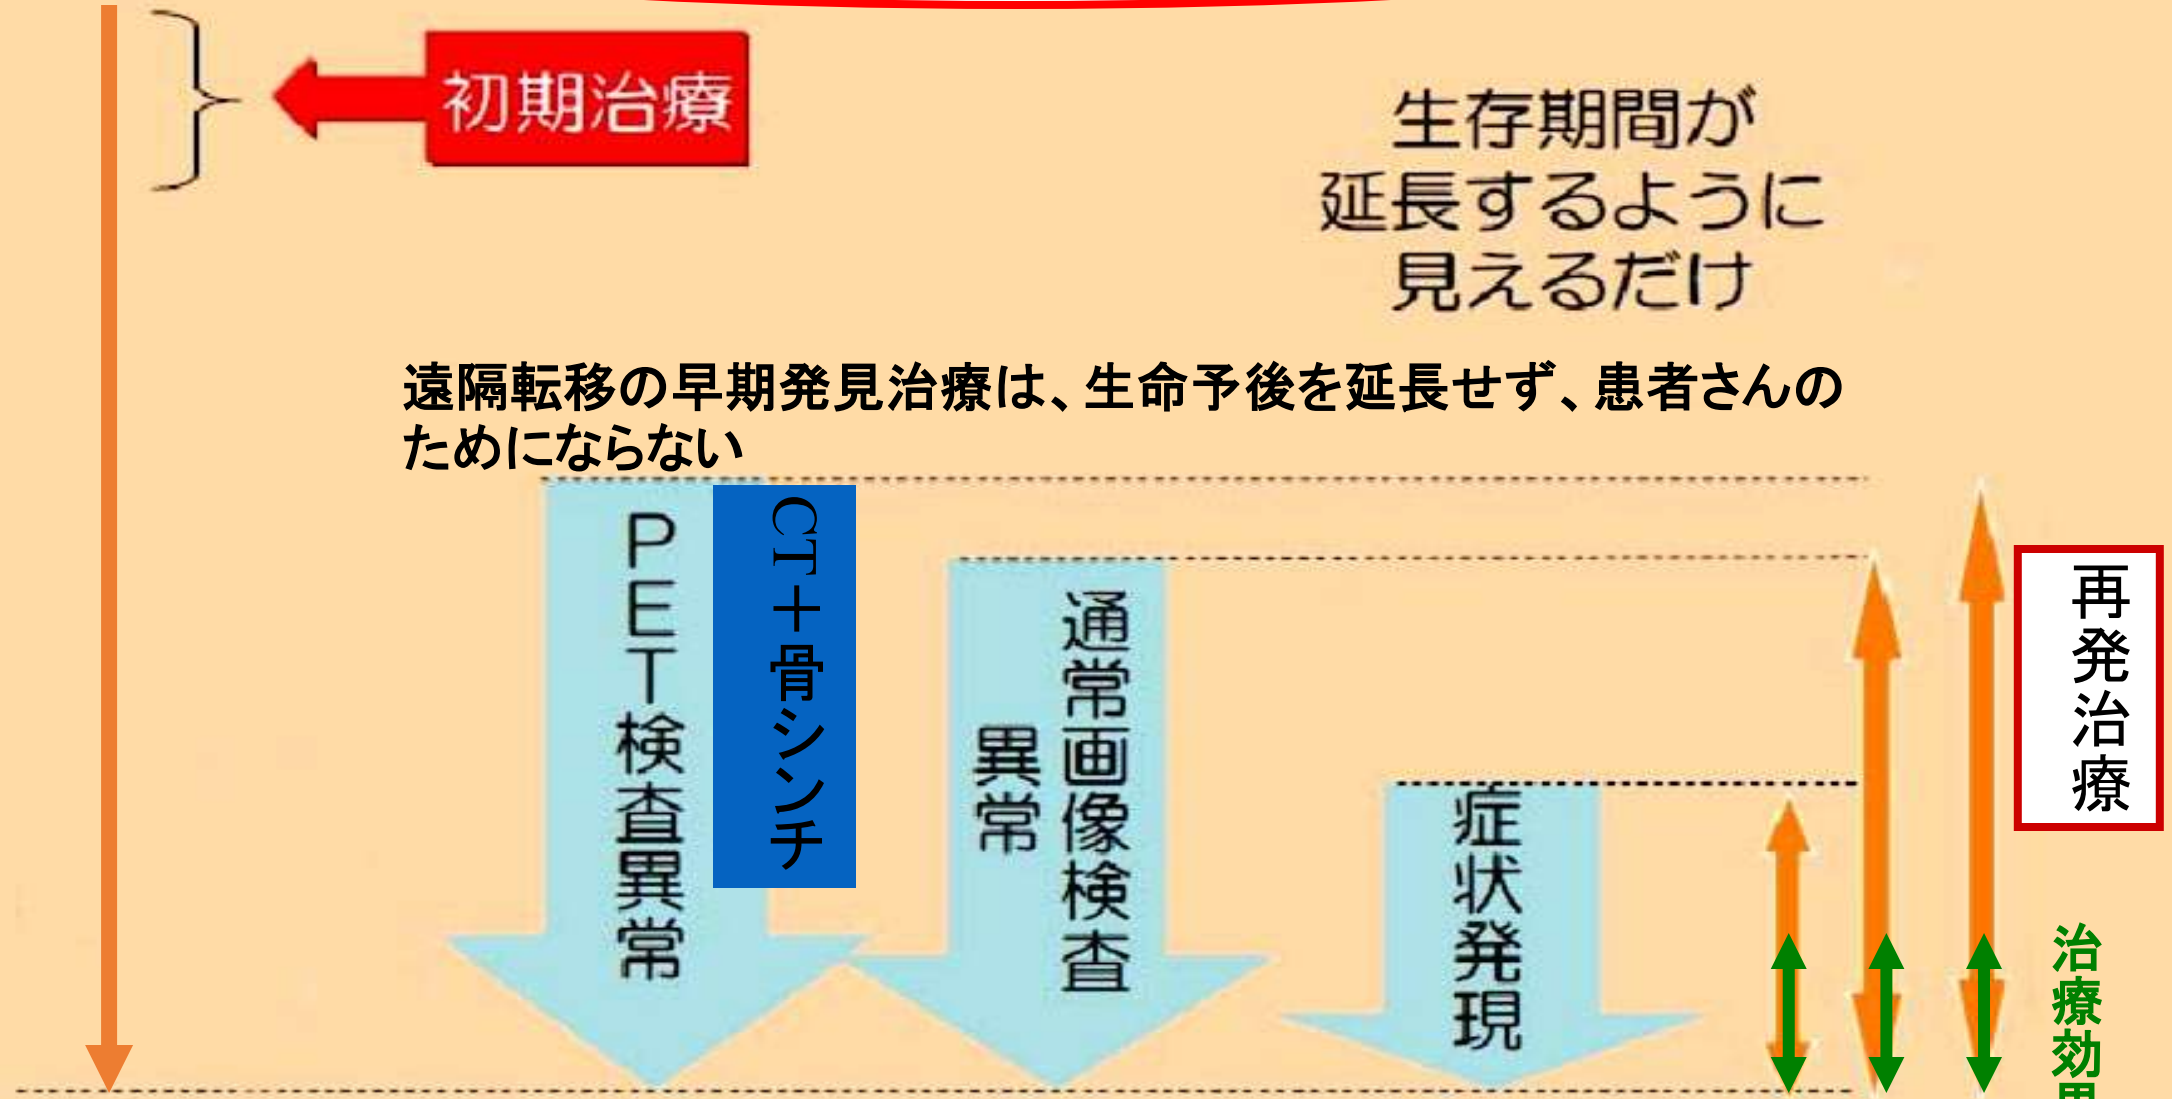 初期治療
生存期間が
延長するように
見えるだけ
遠隔転移の早期発見治療は、生命予後を延長せず、患者さんの
ためにならない
PET検査異常
CT＋骨シンチ
通常画像検査
異常
症状発現
再発治療
治療効果